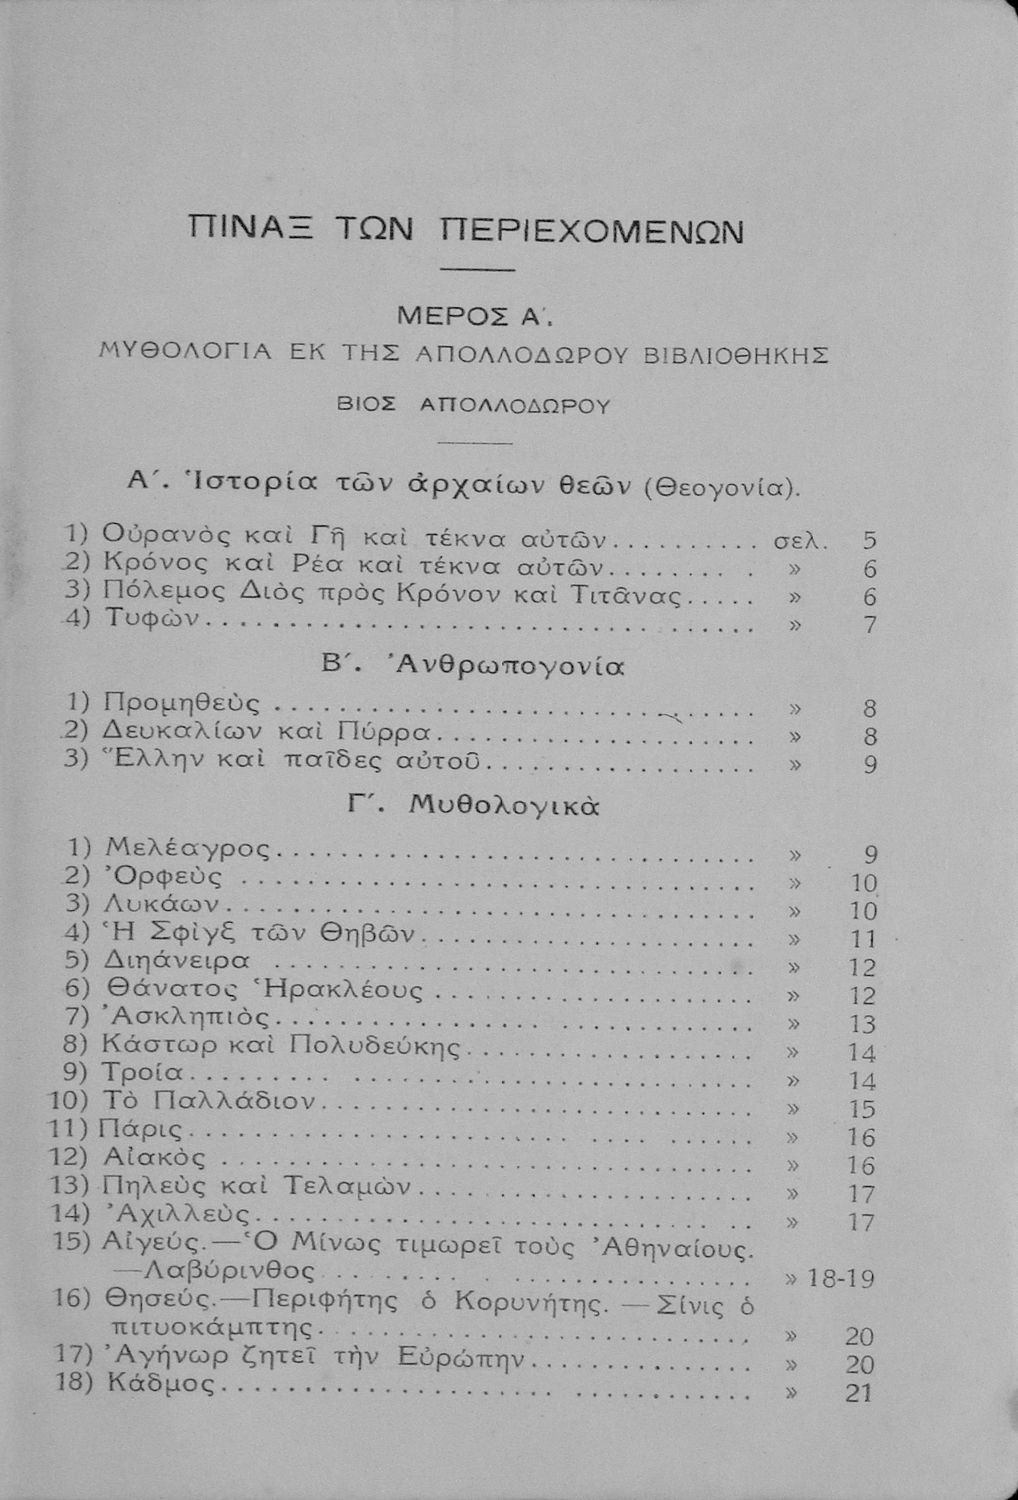 ΠΙΝΑΞ ΤΩΝ ΠΕΡΙΕΧΟΜΕΝΩΝ
ΜΕΡΟΣ Α΄.
ΜΥΘΟΛΟΓΙΑ ΕΚ ΤΗΣ ΑΠΟΛΛΟΔΩΡΟΥ ΒΙΒΛΙΟΘΗΚΗΣ
ΒΙΟΣ ΑΠΟΛΛΟΔΩΡΟΥ
Α΄. Ἱστορία τῶν ἀρχαίων θεῶν (Θεογονία).
1) Οὐρανὸς καὶ Γῆ καὶ τέκνα αὐτῶν.......... σελ. 5
2) Κρόνος καὶ Ρέα καὶ τέκνα αὐτῶν......... » 6
3) Πόλεμος Διὸς πρὸς Κρόνον καὶ Τιτᾶνας..... » 6
4) Τυφὼν.................................. » 7
Β΄. Ἀνθρωπογονία
1) Προμηθεὺς .............................. » 8
2) Δευκαλίων καὶ Πύρρα.................... » 8
3) Ἕλλην καὶ παῖδες αὐτοῦ................. » 9
Γ΄. Μυθολογικὰ
1) Μελέαγρος.............................. » 9
2) Ὀρφεὺς ................................ » 10
3) Λυκάων................................. » 10
4) Ἡ Σφὶγξ τῶν Θηβῶν..................... » 11
5) Διηάνειρα .............................. » 12
6) Θάνατος Ἡρακλέους .................... » 12
7) Ἀσκληπιὸς.............................. » 13
8) Κάστωρ καὶ Πολυδεύκης.................. » 14
9) Τροία.................................. » 14
10) Τὸ Παλλάδιον........................... » 15
11) Πάρις.................................. » 16
12) Αἰακὸς ................................ » 16
13) Πηλεὺς καὶ Τελαμὼν..................... » 17
14) Ἀχιλλεὺς............................... » 17
15) Αἰγεύς.—Ὁ Μίνως τιμωρεῖ τοὺς Ἀθηναίους.
—Λαβύρινθος........................... » 18-19
16) Θησεύς.—Περιφήτης ὁ Κορυνήτης.—Σίνις ὁ
πιτυοκάμπτης........................... » 20
17) Ἀγήνωρ ζητεῖ τὴν Εὐρώπην.............. » 20
18) Κάδμος................................. » 21